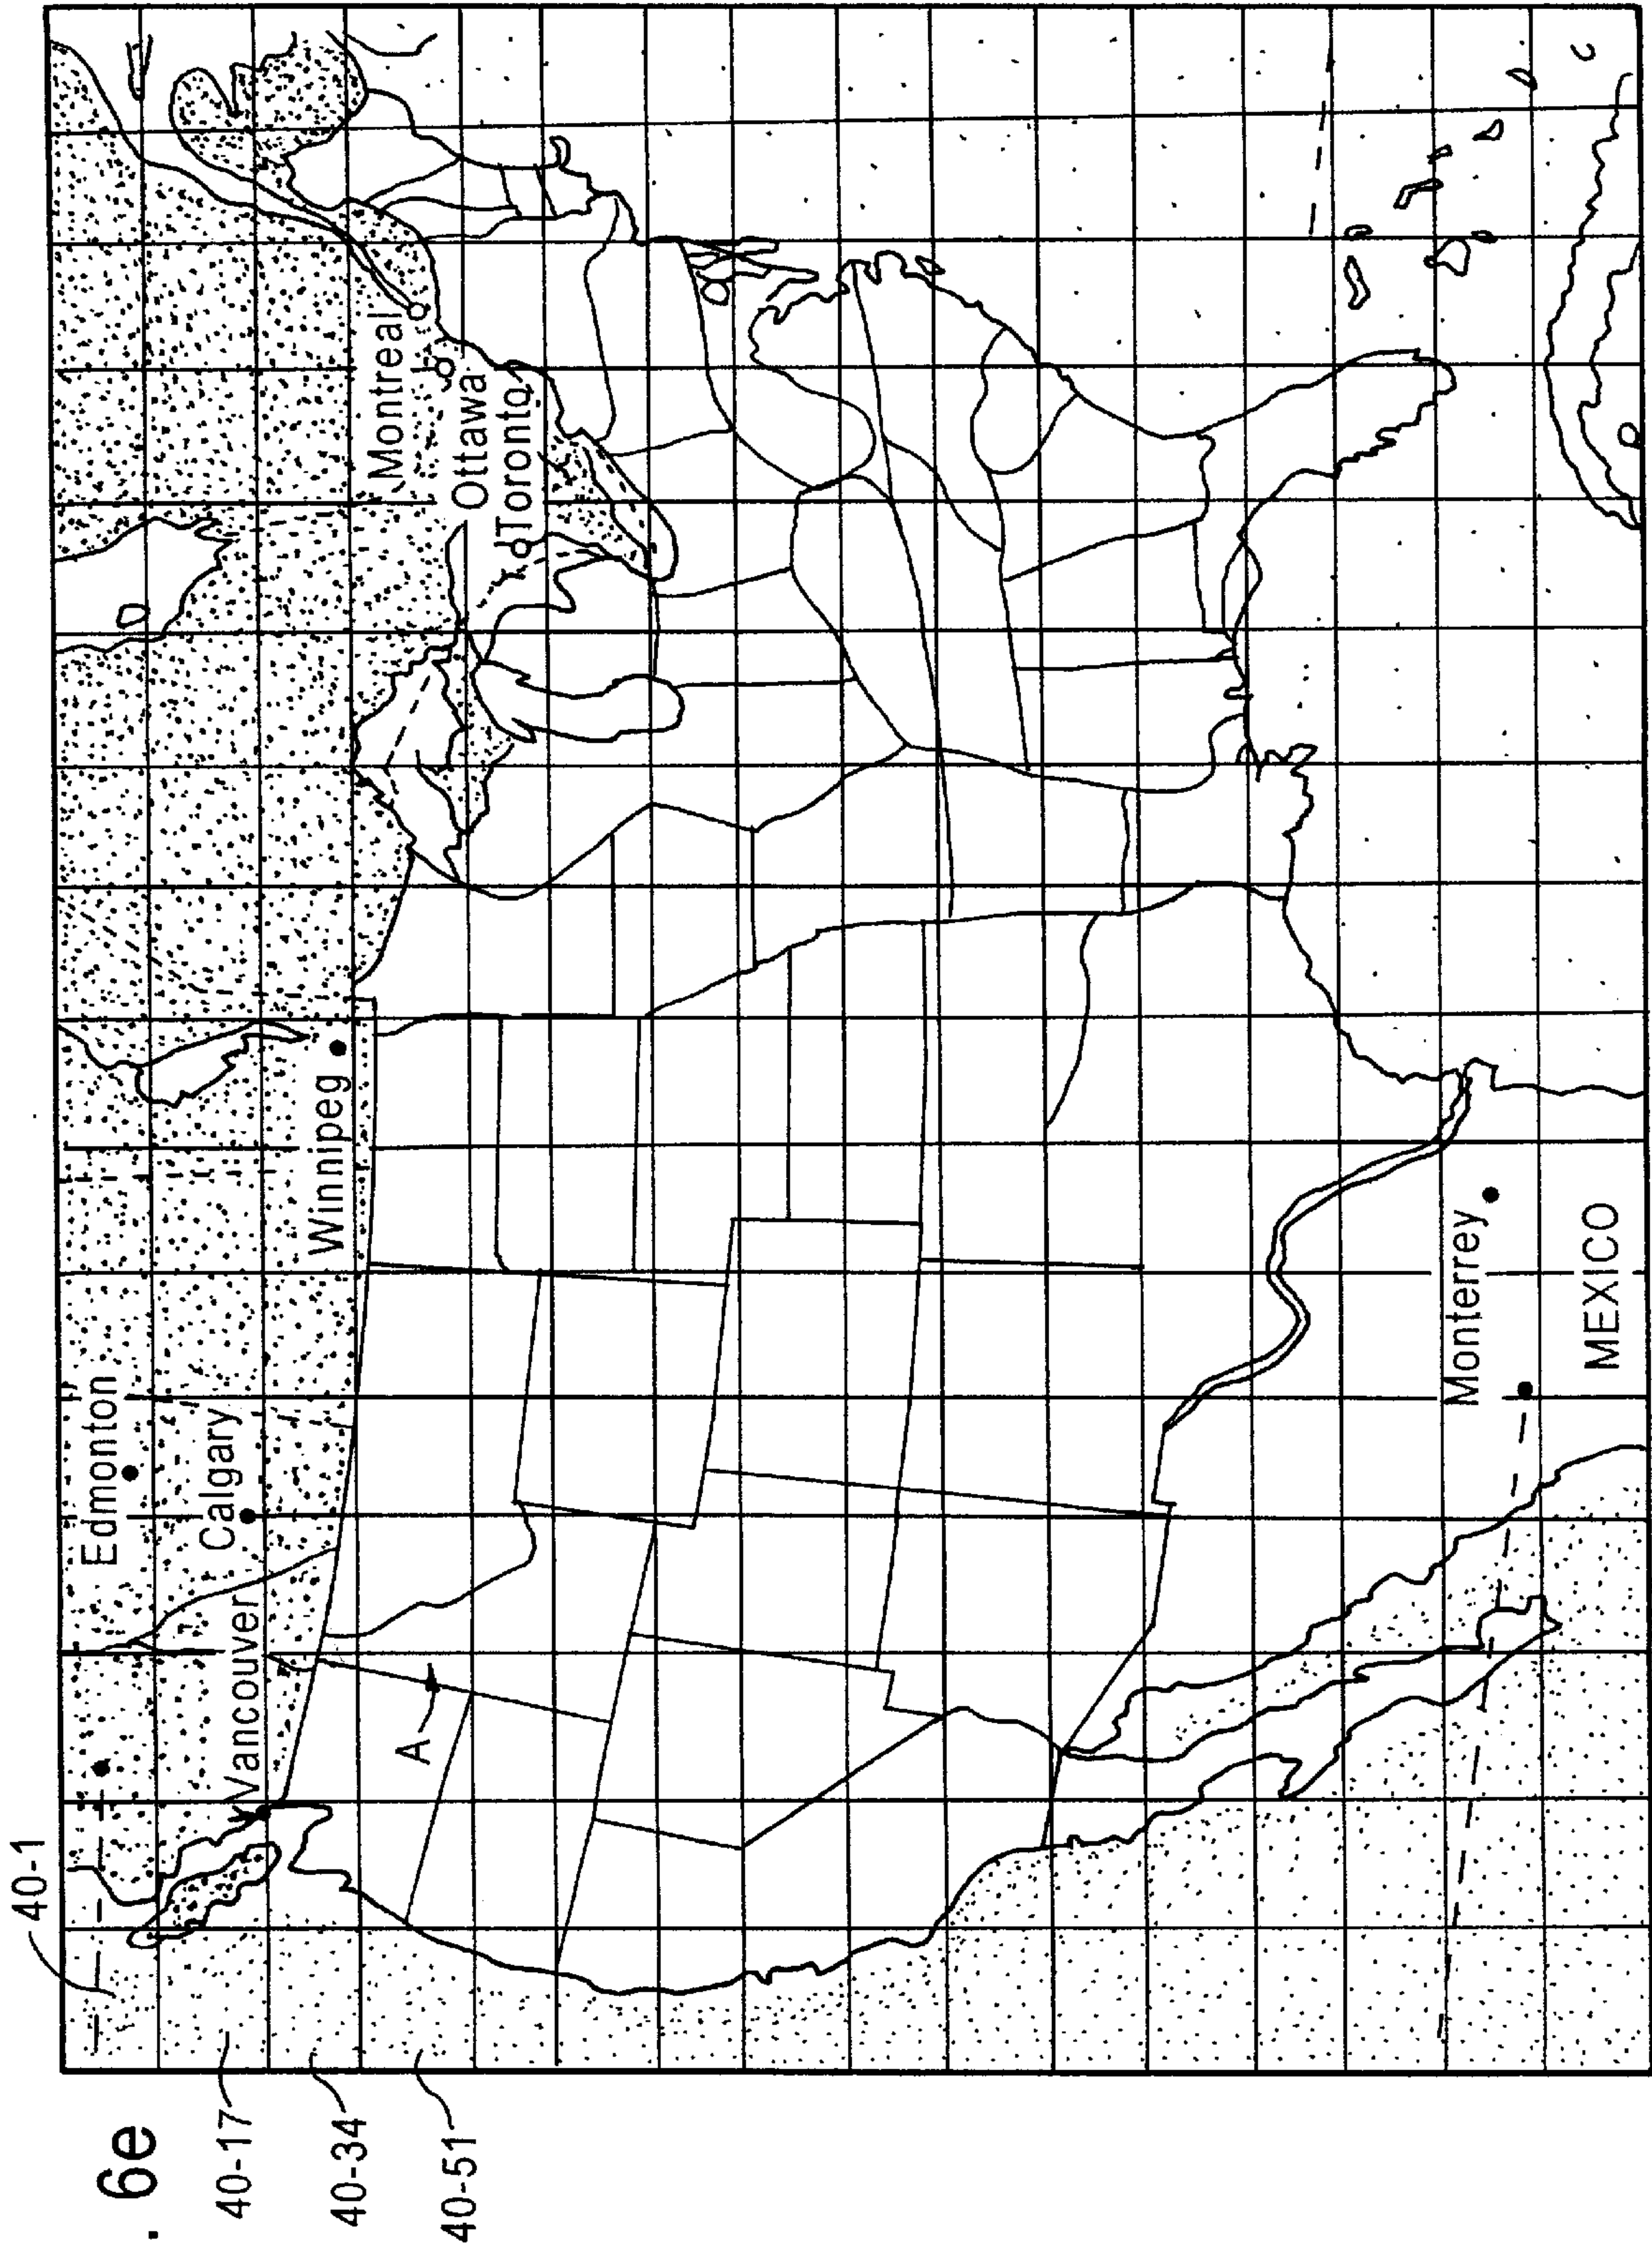 . 6e
40-1
40-17
40-34
40-51
Edmonton
Calgary
Vancouver
Winnipeg
Montreal
Ottawa
Toronto
A
Monterrey
MEXICO